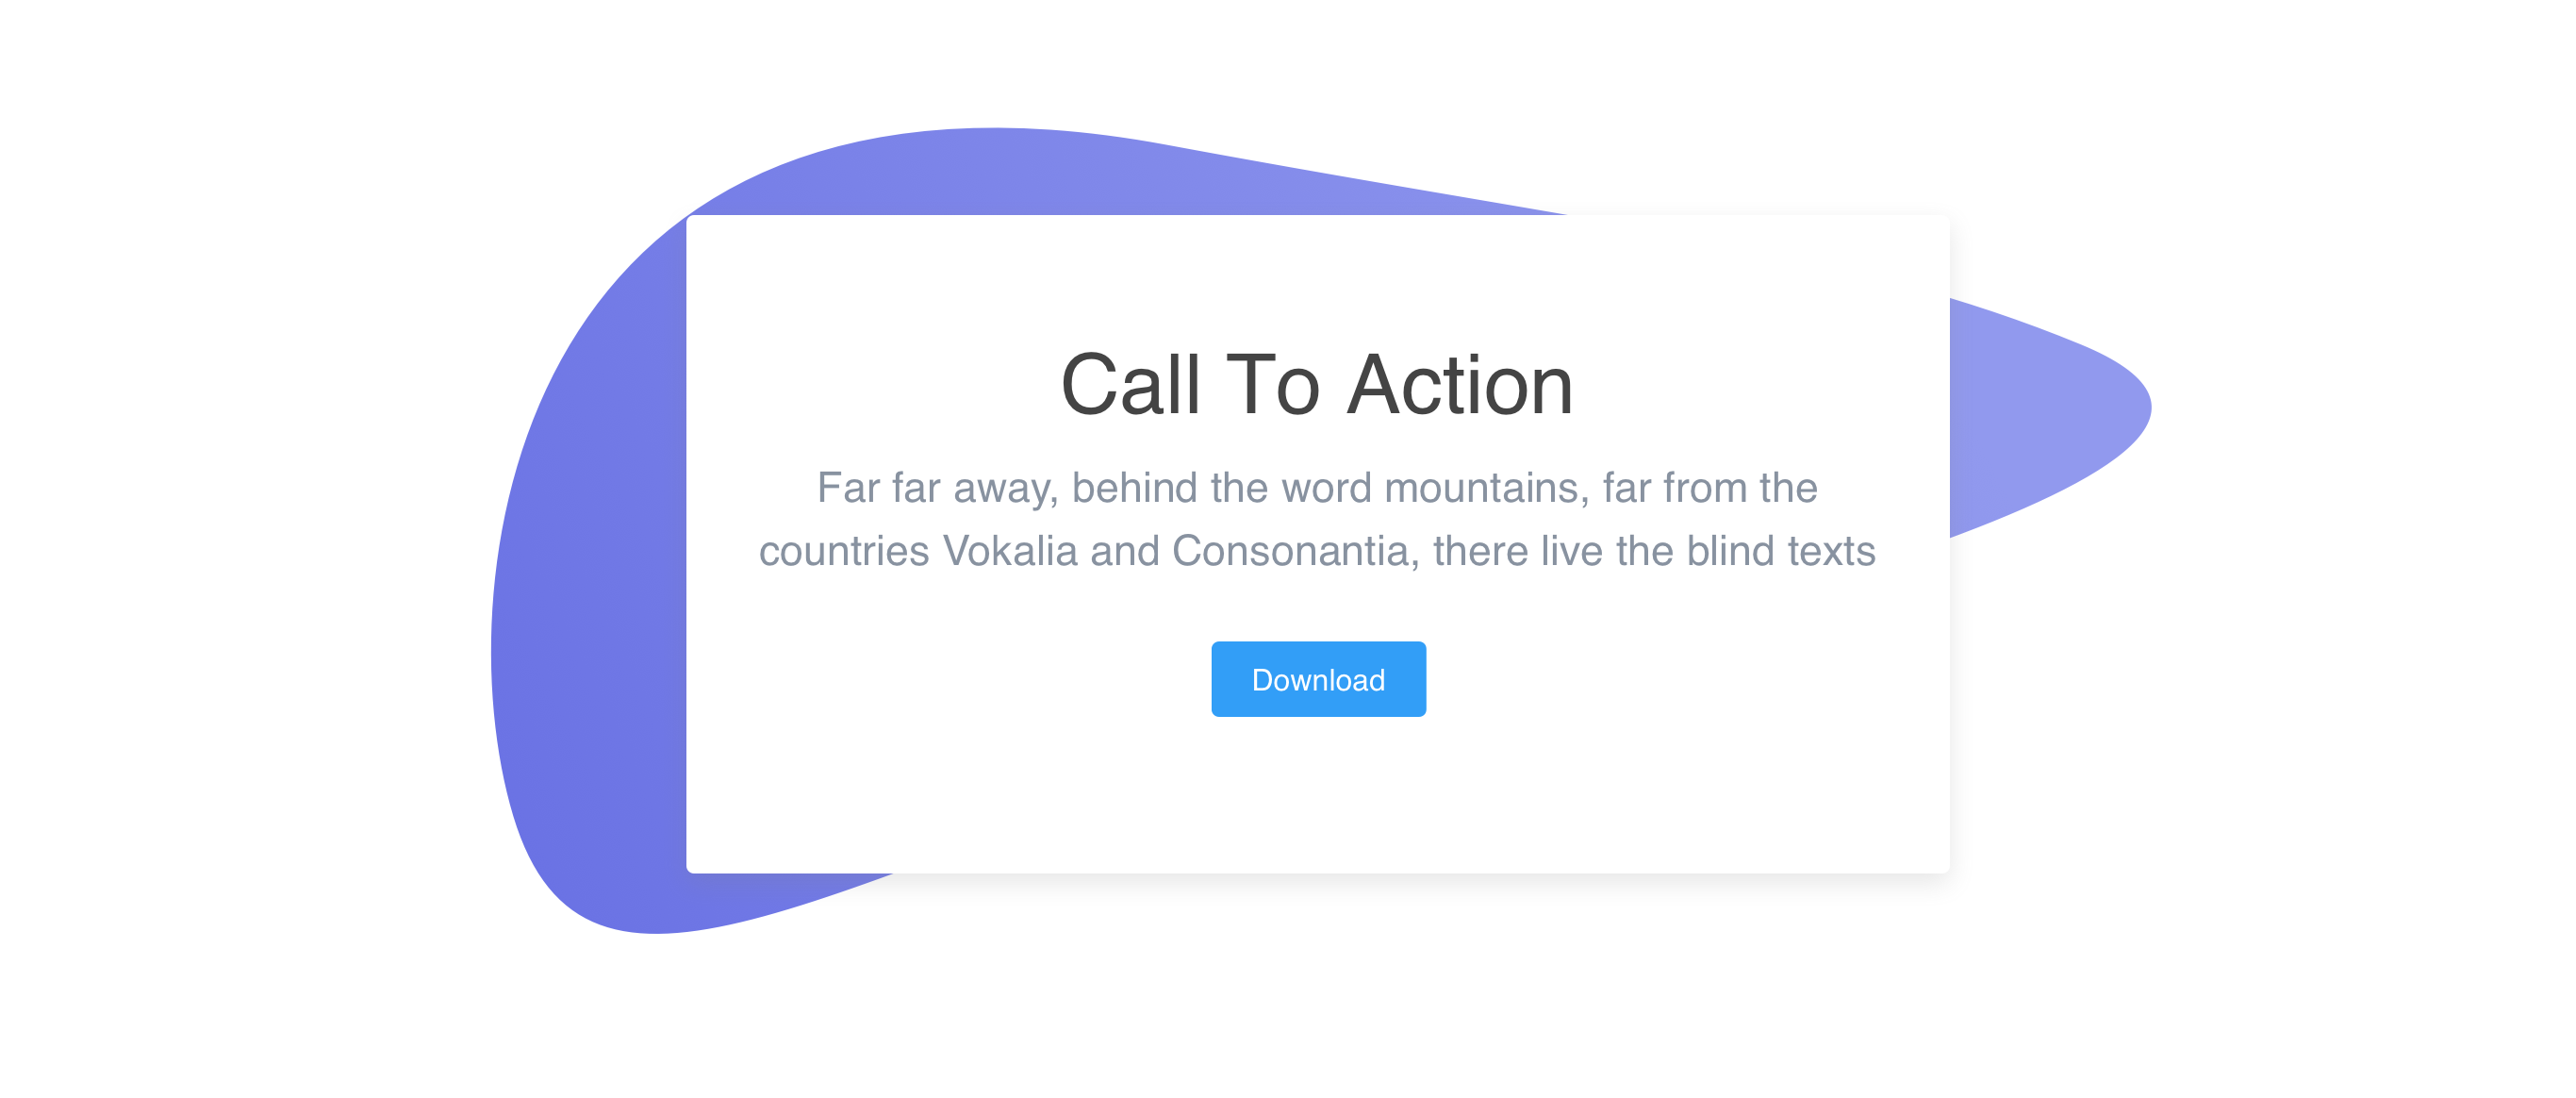 Call To Action
Far far away, behind the word mountains, far from the
countries Vokalia and Consonantia, there live the blind texts
Download